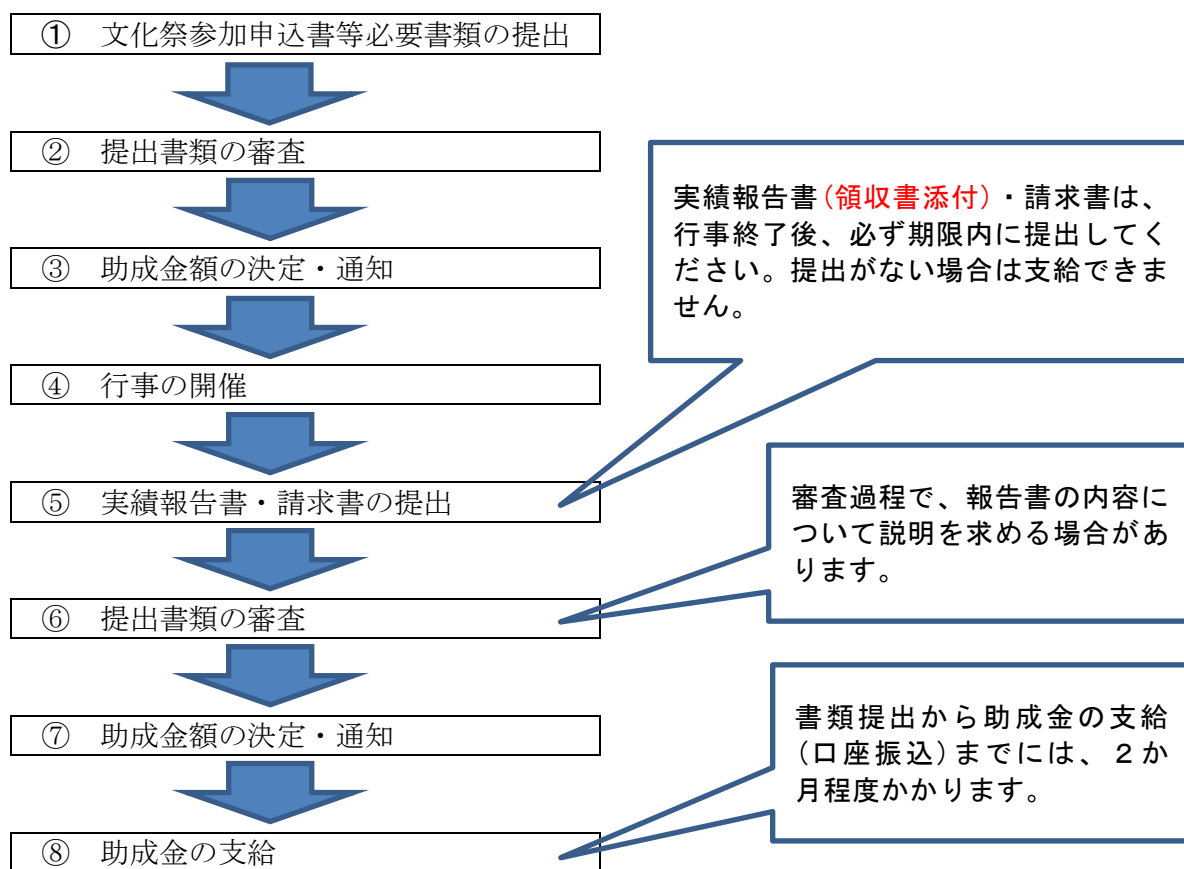 ① 文化祭参加申込書等必要書類の提出
② 提出書類の審査
③ 助成金額の決定・通知
④ 行事の開催
⑤ 実績報告書・請求書の提出
実績報告書(領収書添付)・請求書は、
行事終了後、必ず期限内に提出してく
ださい。提出がない場合は支給できま
せん。
⑥ 提出書類の審査
審査過程で、報告書の内容に
ついて説明を求める場合があ
ります。
⑦ 助成金額の決定・通知
⑧ 助成金の支給
書類提出から助成金の支給
(口座振込)までには、２か
月程度かかります。